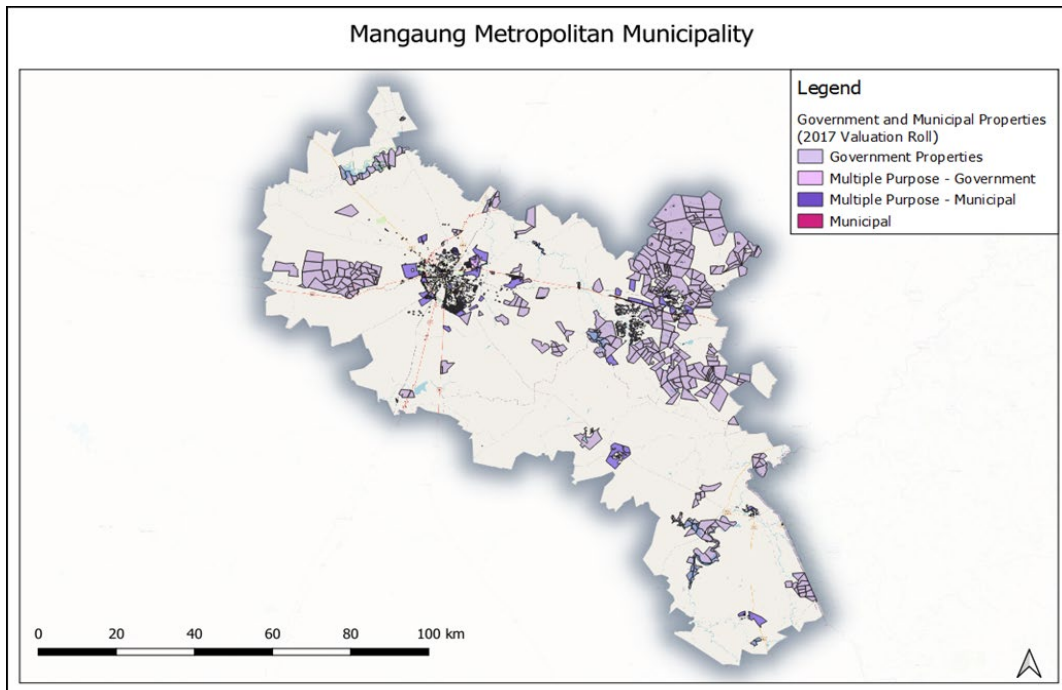 Mangaung Metropolitan Municipality
Legend
Government and Municipal Properties
(2017 Valuation Roll)
Government Properties
Multiple Purpose - Government
Multiple Purpose - Municipal
Municipal
0 20 40 60 80 100 km